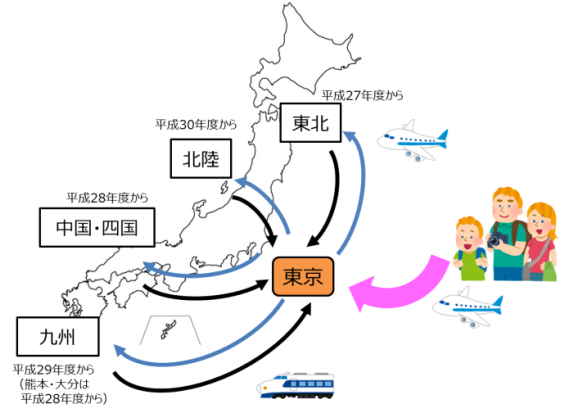 平成27年度から
東北
平成30年度から
北陸
平成28年度から
中国・四国
東京
九州
平成29年度から
（熊本・大分は
平成28年度から）